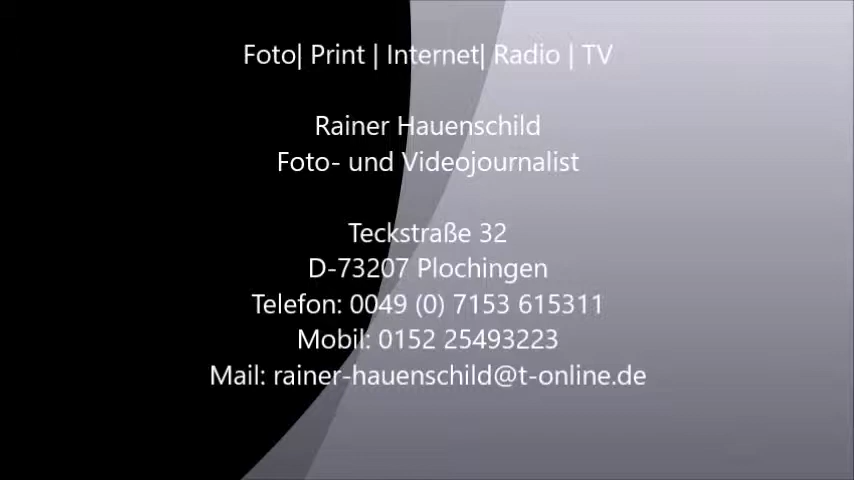 Foto| Print | Internet| Radio | TV
Rainer Hauenschild
Foto- und Videojournalist
Teckstraße 32
D-73207 Plochingen
Telefon: 0049 (0) 7153 615311
Mobil: 0152 25493223
Mail: rainer-hauenschild@t-online.de